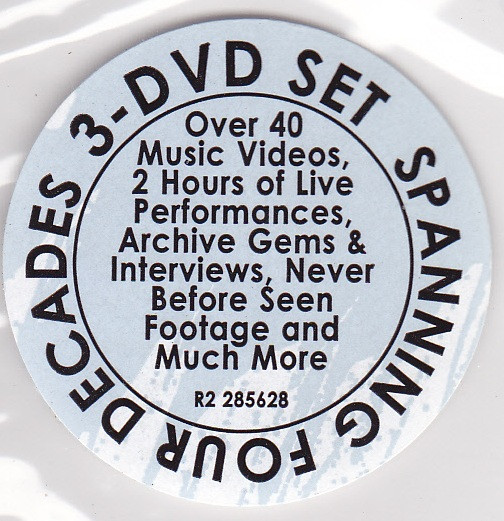 3-DVD SET SPANNING FOUR DECADES
Over 40
Music Videos,
2 Hours of Live
Performances,
Archive Gems &
Interviews, Never
Before Seen
Footage and
Much More
R2 285628